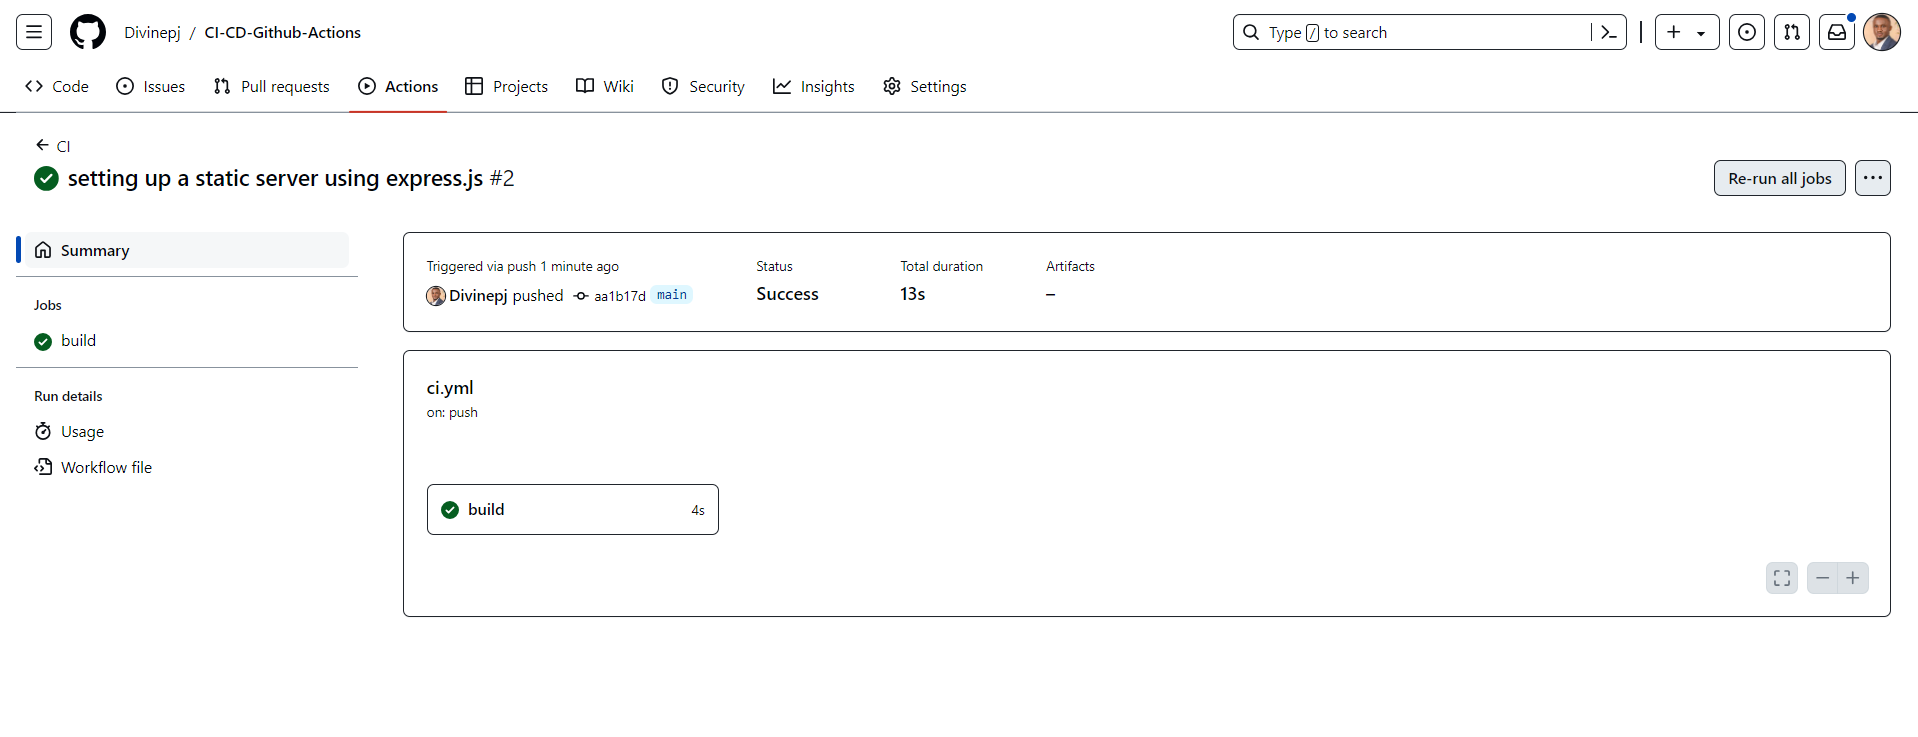 Divinepj / CI-CD-Github-Actions
Type / to search
Code Issues Pull requests Actions Projects Wiki Security Insights Settings
CI
setting up a static server using express.js #2
Re-run all jobs
Summary
Jobs
build
Run details
Usage
Workflow file
Triggered via push 1 minute ago
Divinepj pushed aa1b17d main
Status
Success
Total duration
13s
Artifacts
–
ci.yml
on: push
build 4s